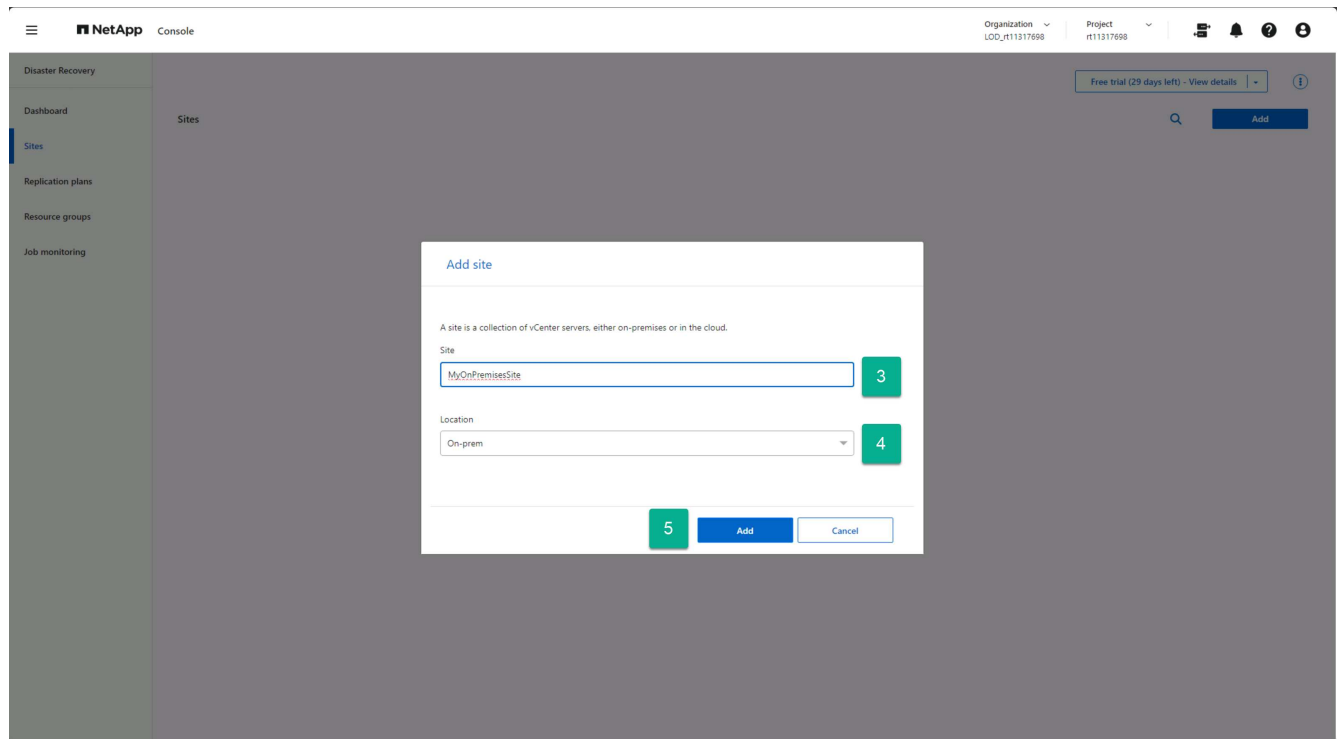 NetApp Console
Organization
LOD_rt11317698
Project
rt11317698
Disaster Recovery
Free trial (29 days left) - View details
Dashboard
Sites
Add
Sites
Replication plans
Resource groups
Job monitoring
Add site
A site is a collection of vCenter servers. either on-premises or in the cloud.
Site
MyOnPremisesSite
3
Location
On-prem
4
5
Add
Cancel